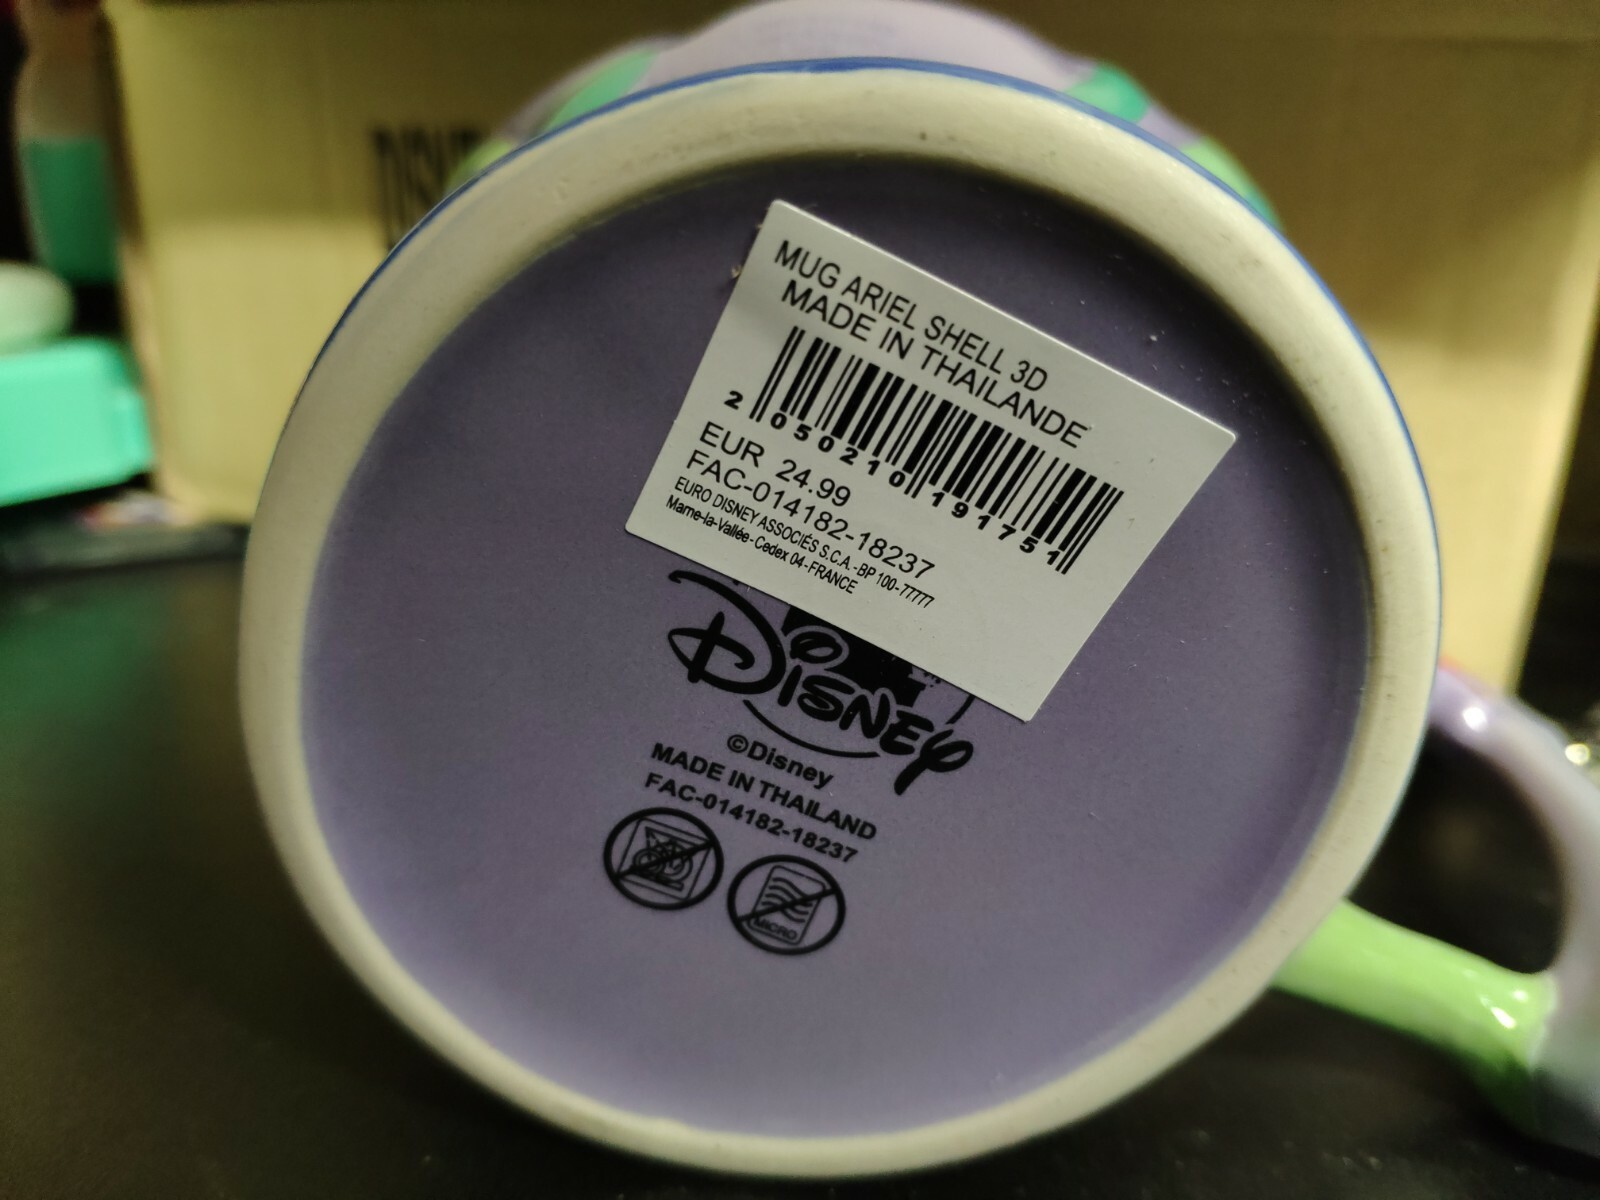 MUG ARIEL SHELL 3D
MADE IN THAILANDE
2 050210 191751
EUR 24.99
FAC-014182-18237
EURO DISNEY ASSOCIÉS S.C.A.-BP 100-77777
Marne-la-Vallée-Cedex 04-FRANCE
Disney
©Disney
MADE IN THAILAND
FAC-014182-18237
MICRO